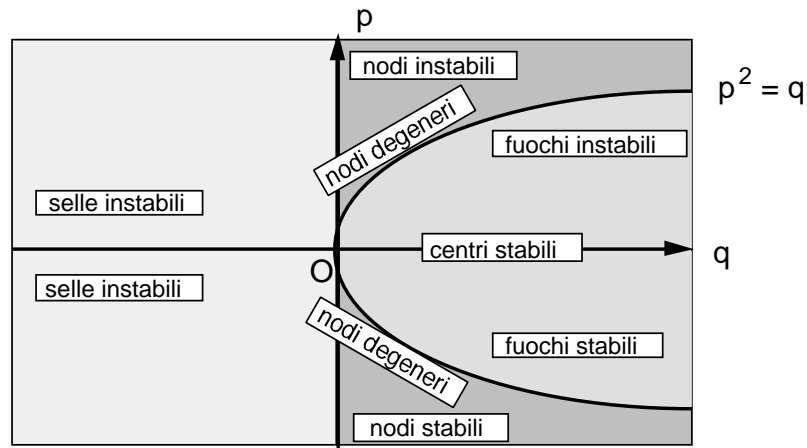 p
nodi instabili
p² = q
nodi degeneri
fuochi instabili
selle instabili
centri stabili
q
O
selle instabili
nodi degeneri
fuochi stabili
nodi stabili